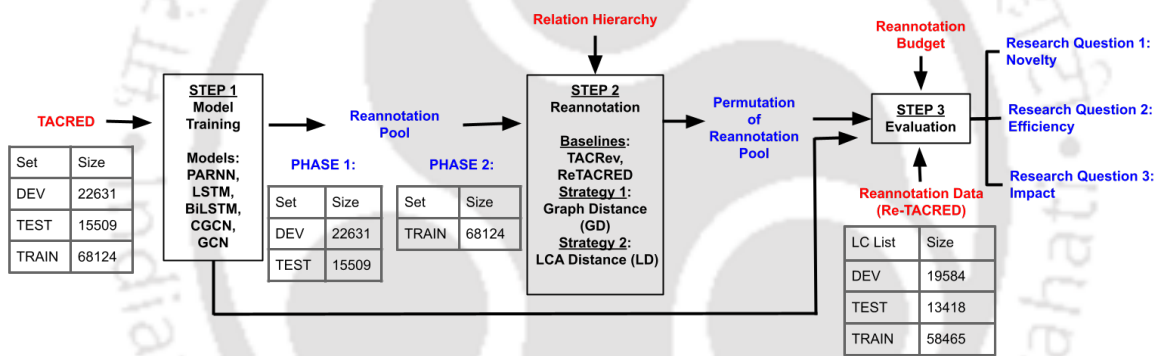 TACRED
Set Size
DEV 22631
TEST 15509
TRAIN 68124
STEP 1
Model
Training
Models:
PARNN,
LSTM,
BiLSTM,
CGCN,
GCN
Reannotation
Pool
PHASE 1:
Set Size
DEV 22631
TEST 15509
PHASE 2:
Set Size
TRAIN 68124
Relation Hierarchy
STEP 2
Reannotation
Baselines:
TACRev,
ReTACRED
Strategy 1:
Graph Distance
(GD)
Strategy 2:
LCA Distance (LD)
Permutation
of
Reannotation
Pool
Reannotation
Budget
STEP 3
Evaluation
Reannotation Data
(Re-TACRED)
LC List Size
DEV 19584
TEST 13418
TRAIN 58465
Research Question 1:
Novelty
Research Question 2:
Efficiency
Research Question 3:
Impact